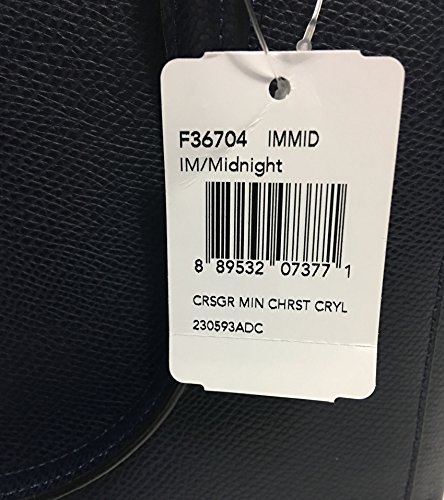 F36704 IMMID
IM/Midnight
8 89532 07377 1
CRSGR MIN CHRST CRYL
230593ADC